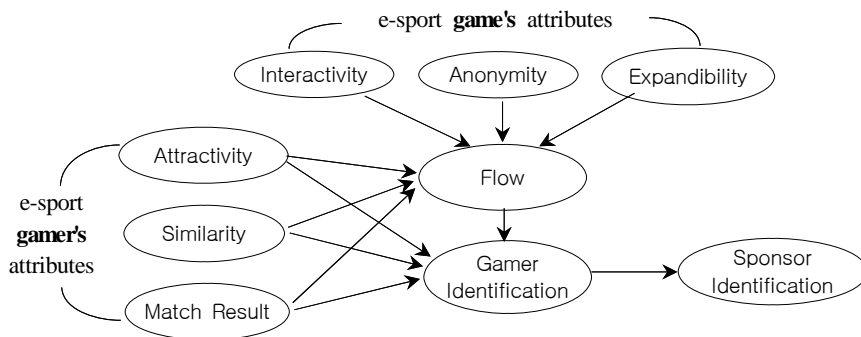 e-sport game's attributes
Interactivity
Anonymity
Expandibility
Attractivity
Flow
e-sport
gamer's
attributes
Similarity
Gamer
Identification
Sponsor
Identification
Match Result